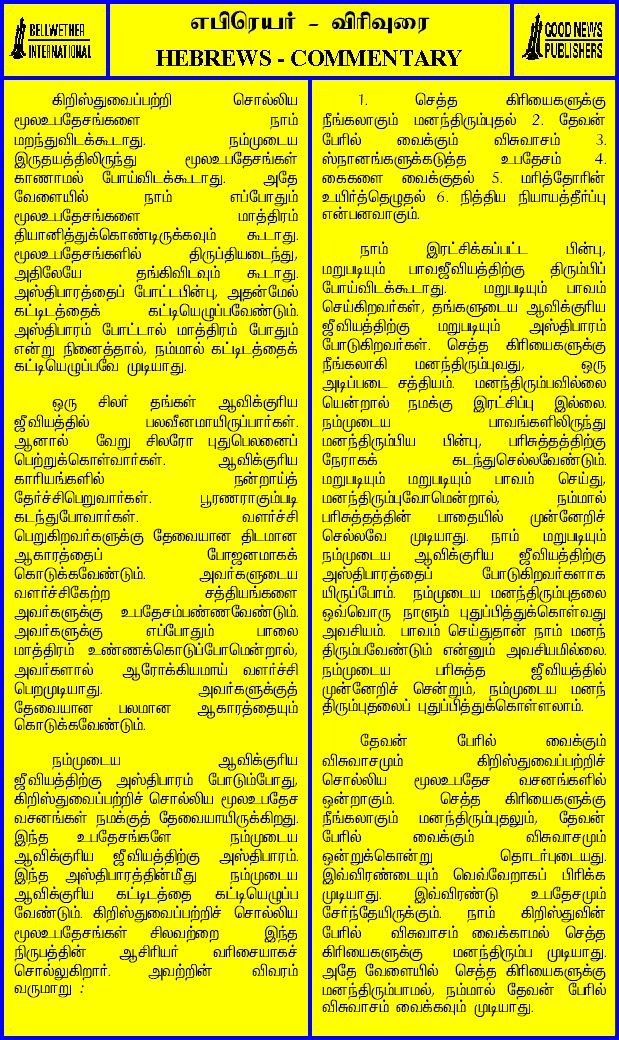 BELLWETHER
INTERNATIONAL
எபிரெயர் - விரிவுரை
HEBREWS - COMMENTARY
GOOD NEWS
PUBLISHERS
கிறிஸ்துவைப்பற்றி சொல்லிய
மூலஉபதேசங்களை நாம்
மறந்துவிடக்கூடாது. நம்முடைய
இருதயத்திலிருந்து மூலஉபதேசங்கள்
காணாமல் போய்விடக்கூடாது. அதே
வேளையில் நாம் எப்போதும்
மூலஉபதேசங்களை மாத்திரம்
தியானித்துக்கொண்டிருக்கவும் கூடாது.
மூலஉபதேசங்களில் திருப்தியடைந்து,
அதிலேயே தங்கிவிடவும் கூடாது.
அஸ்திபாரத்தைப் போட்டபின்பு, அதன்மேல்
கட்டிடத்தைக் கட்டியெழுப்பவேண்டும்.
அஸ்திபாரம் போட்டால் மாத்திரம் போதும்
என்று நினைத்தால், நம்மால் கட்டிடத்தைக்
கட்டியெழுப்பவே முடியாது.
ஒரு சிலர் தங்கள் ஆவிக்குரிய
ஜீவியத்தில் பலவீனமாயிருப்பார்கள்.
ஆனால் வேறு சிலரோ புதுபெலனைப்
பெற்றுக்கொள்வார்கள். ஆவிக்குரிய
காரியங்களில் நன்றாய்த்
தேர்ச்சிபெறுவார்கள். பூரணராகும்படி
கடந்துபோவார்கள். வளர்ச்சி
பெறுகிறவர்களுக்கு தேவையான திடமான
ஆகாரத்தைப் போஜனமாகக்
கொடுக்கவேண்டும். அவர்களுடைய
வளர்ச்சிகேற்ற சத்தியங்களை
அவர்களுக்கு உபதேசம்பண்ணவேண்டும்.
அவர்களுக்கு எப்போதும் பாலை
மாத்திரம் உண்ணக்கொடுப்போமென்றால்,
அவர்களால் ஆரோக்கியமாய் வளர்ச்சி
பெறமுடியாது. அவர்களுக்குத்
தேவையான பலமான ஆகாரத்தையும்
கொடுக்கவேண்டும்.
நம்முடைய ஆவிக்குரிய
ஜீவியத்திற்கு அஸ்திபாரம் போடும்போது,
கிறிஸ்துவைப்பற்றிச் சொல்லிய மூலஉபதேச
வசனங்கள் நமக்குத் தேவையாயிருக்கிறது.
இந்த உபதேசங்களே நம்முடைய
ஆவிக்குரிய ஜீவியத்திற்கு அஸ்திபாரம்.
இந்த அஸ்திபாரத்தின்மீது நம்முடைய
ஆவிக்குரிய கட்டிடத்தை கட்டியெழுப்ப
வேண்டும். கிறிஸ்துவைப்பற்றிச் சொல்லிய
மூலஉபதேசங்கள் சிலவற்றை இந்த
நிருபத்தின் ஆசிரியர் வரிசையாகச்
சொல்லுகிறார். அவற்றின் விவரம்
வருமாறு :
1. செத்த கிரியைகளுக்கு
நீங்கலாகும் மனந்திரும்புதல் 2. தேவன்
பேரில் வைக்கும் விசுவாசம் 3.
ஸ்நானங்களுக்கடுத்த உபதேசம் 4.
கைகளை வைக்குதல் 5. மரித்தோரின்
உயிர்த்தெழுதல் 6. நித்திய நியாயத்தீர்ப்பு
என்பனவாகும்.
நாம் இரட்சிக்கப்பட்ட பின்பு,
மறுபடியும் பாவஜீவியத்திற்கு திரும்பிப்
போய்விடக்கூடாது. மறுபடியும் பாவம்
செய்கிறவர்கள், தங்களுடைய ஆவிக்குரிய
ஜீவியத்திற்கு மறுபடியும் அஸ்திபாரம்
போடுகிறவர்கள். செத்த கிரியைகளுக்கு
நீங்கலாகி மனந்திரும்புவது, ஒரு
அடிப்படை சத்தியம். மனந்திரும்பவில்லை
யென்றால் நமக்கு இரட்சிப்பு இல்லை.
நம்முடைய பாவங்களிலிருந்து
மனந்திரும்பிய பின்பு, பரிசுத்தத்திற்கு
நேராகக் கடந்துசெல்லவேண்டும்.
மறுபடியும் மறுபடியும் பாவம் செய்து,
மனந்திரும்புவோமென்றால், நம்மால்
பரிசுத்தத்தின் பாதையில் முன்னேறிச்
செல்லவே முடியாது. நாம் மறுபடியும்
நம்முடைய ஆவிக்குரிய ஜீவியத்திற்கு
அஸ்திபாரத்தைப் போடுகிறவர்களாக
யிருப்போம். நம்முடைய மனந்திரும்புதலை
ஒவ்வொரு நாளும் புதுப்பித்துக்கொள்வது
அவசியம். பாவம் செய்துதான் நாம் மனந்
திரும்பவேண்டும் என்னும் அவசியமில்லை.
நம்முடைய பரிசுத்த ஜீவியத்தில்
முன்னேறிச் சென்றும், நம்முடைய மனந்
திரும்புதலைப் புதுப்பித்துக்கொள்ளலாம்.
தேவன் பேரில் வைக்கும்
விசுவாசமும் கிறிஸ்துவைப்பற்றிச்
சொல்லிய மூலஉபதேச வசனங்களில்
ஒன்றாகும். செத்த கிரியைகளுக்கு
நீங்கலாகும் மனந்திரும்புதலும், தேவன்
பேரில் வைக்கும் விசுவாசமும்
ஒன்றுக்கொன்று தொடர்புடையது.
இவ்விரண்டையும் வெவ்வேறாகப் பிரிக்க
முடியாது. இவ்விரண்டு உபதேசமும்
சேர்ந்தேயிருக்கும். நாம் கிறிஸ்துவின்
பேரில் விசுவாசம் வைக்காமல் செத்த
கிரியைகளுக்கு மனந்திரும்ப முடியாது.
அதே வேளையில் செத்த கிரியைகளுக்கு
மனந்திரும்பாமல், நம்மால் தேவன் பேரில்
விசுவாசம் வைக்கவும் முடியாது.